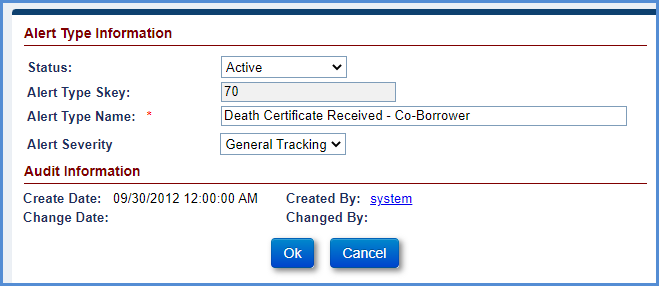 Alert Type Information
Status: Active
Alert Type Skey: 70
Alert Type Name: * Death Certificate Received - Co-Borrower
Alert Severity General Tracking
Audit Information
Create Date: 09/30/2012 12:00:00 AM Created By: system
Change Date: Changed By:
Ok Cancel